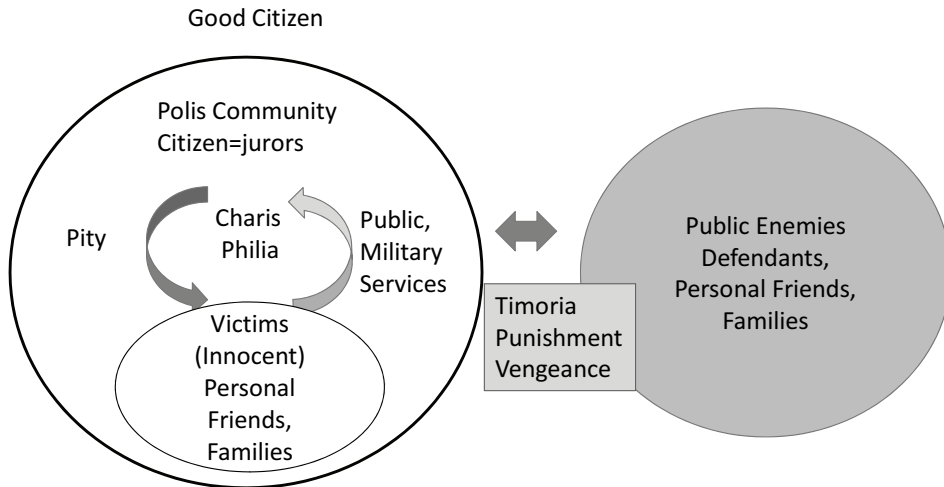 Good Citizen
Polis Community
Citizen=jurors
Pity
Charis
Philia
Public,
Military
Services
Victims
(Innocent)
Personal
Friends,
Families
Timoria
Punishment
Vengeance
Public Enemies
Defendants,
Personal Friends,
Families